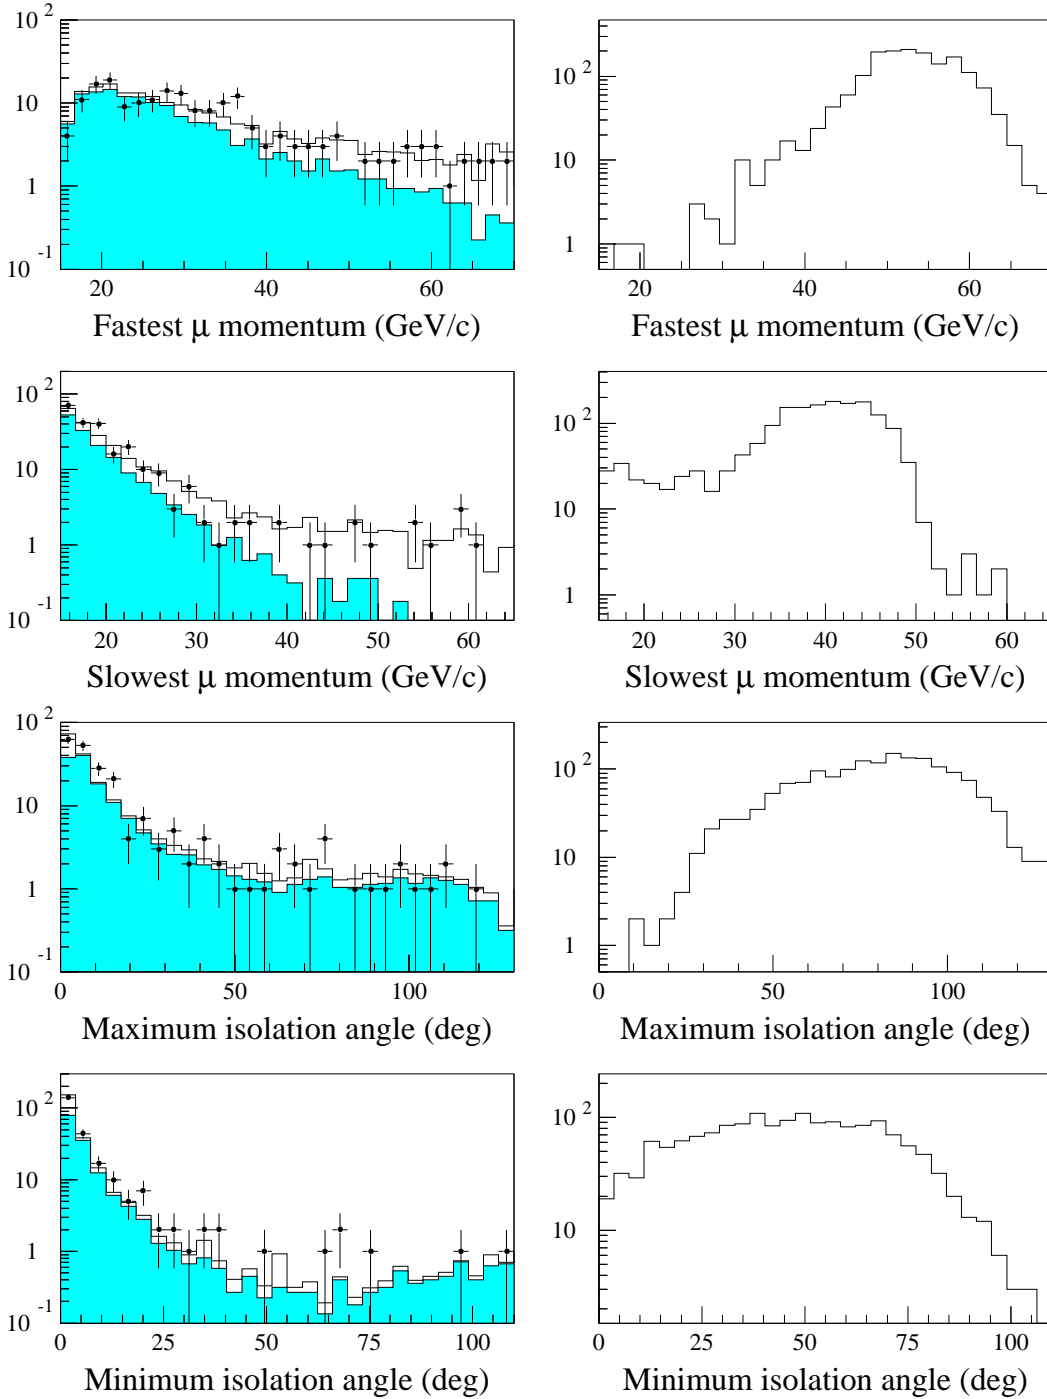 10 2
10 2
10
10
1
1
10 -1
20 40 60
20 40 60
Fastest μ momentum (GeV/c)
Fastest μ momentum (GeV/c)
10 2
10 2
10
10
1
1
10 -1
20 30 40 50 60
20 30 40 50 60
Slowest μ momentum (GeV/c)
Slowest μ momentum (GeV/c)
10 2
10 2
10
10
1
1
10 -1
0 50 100
0 50 100
Maximum isolation angle (deg)
Maximum isolation angle (deg)
10 2
10 2
10
10
1
10 -1
0 25 50 75 100
0 25 50 75 100
Minimum isolation angle (deg)
Minimum isolation angle (deg)